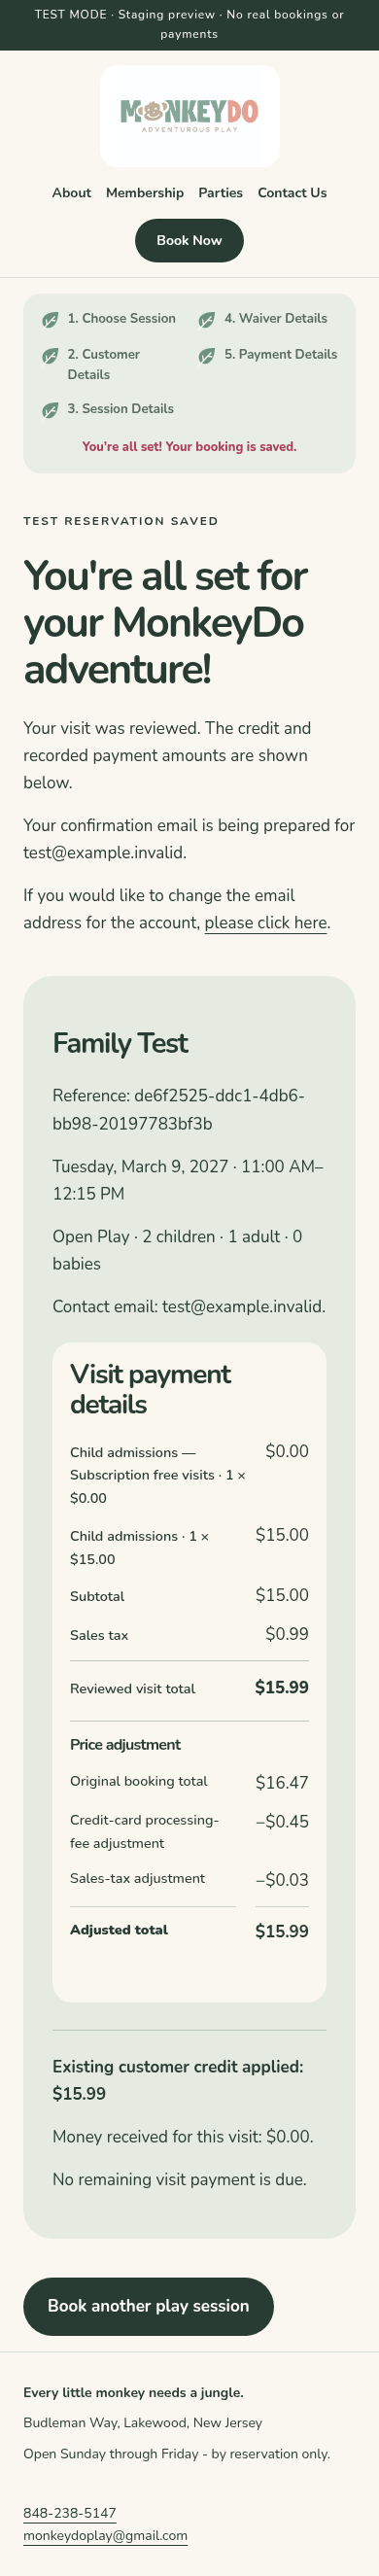 TEST MODE · Staging preview · No real bookings or
payments
MONKEYDO
ADVENTUROUS PLAY
About Membership Parties Contact Us
Book Now
1. Choose Session
2. Customer
Details
3. Session Details
4. Waiver Details
5. Payment Details
You're all set! Your booking is saved.
TEST RESERVATION SAVED
You're all set for
your MonkeyDo
adventure!
Your visit was reviewed. The credit and
recorded payment amounts are shown
below.
Your confirmation email is being prepared for
test@example.invalid.
If you would like to change the email
address for the account, please click here.
Family Test
Reference: de6f2525-ddc1-4db6-
bb98-20197783bf3b
Tuesday, March 9, 2027 · 11:00 AM–
12:15 PM
Open Play · 2 children · 1 adult · 0
babies
Contact email: test@example.invalid.
Visit payment
details
Child admissions — $0.00
Subscription free visits · 1 ×
$0.00
Child admissions · 1 × $15.00
$15.00
Subtotal $15.00
Sales tax $0.99
Reviewed visit total $15.99
Price adjustment
Original booking total $16.47
Credit-card processing- −$0.45
fee adjustment
Sales-tax adjustment −$0.03
Adjusted total $15.99
Existing customer credit applied:
$15.99
Money received for this visit: $0.00.
No remaining visit payment is due.
Book another play session
Every little monkey needs a jungle.
Budleman Way, Lakewood, New Jersey
Open Sunday through Friday - by reservation only.
848-238-5147
monkeydoplay@gmail.com